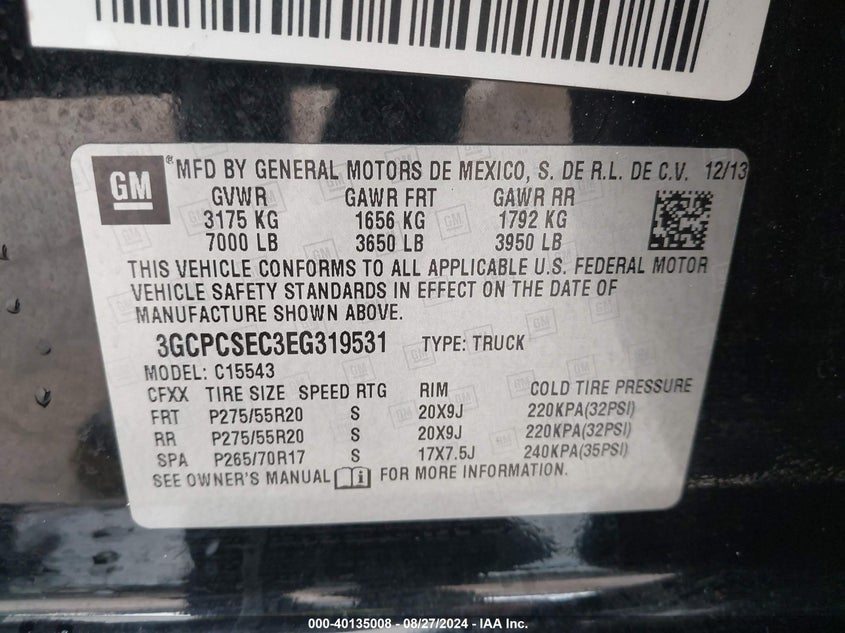 GM ® MFD BY GENERAL MOTORS DE MEXICO, S. DE R.L. DE C.V. 12/13
GVWR GAWR FRT GAWR RR
3175 KG 1656 KG 1792 KG
7000 LB 3650 LB 3950 LB
THIS VEHICLE CONFORMS TO ALL APPLICABLE U.S. FEDERAL MOTOR
VEHICLE SAFETY STANDARDS IN EFFECT ON THE DATE OF
MANUFACTURE SHOWN ABOVE.
3GCPCSEC3EG319531 TYPE: TRUCK
MODEL: C15543
CFXX TIRE SIZE SPEED RTG RIM COLD TIRE PRESSURE
FRT P275/55R20 S 20X9J 220KPA(32PSI)
RR P275/55R20 S 20X9J 220KPA(32PSI)
SPA P265/70R17 S 17X7.5J 240KPA(35PSI)
SEE OWNER'S MANUAL i FOR MORE INFORMATION.
000-40135008 - 08/27/2024 - IAA Inc.